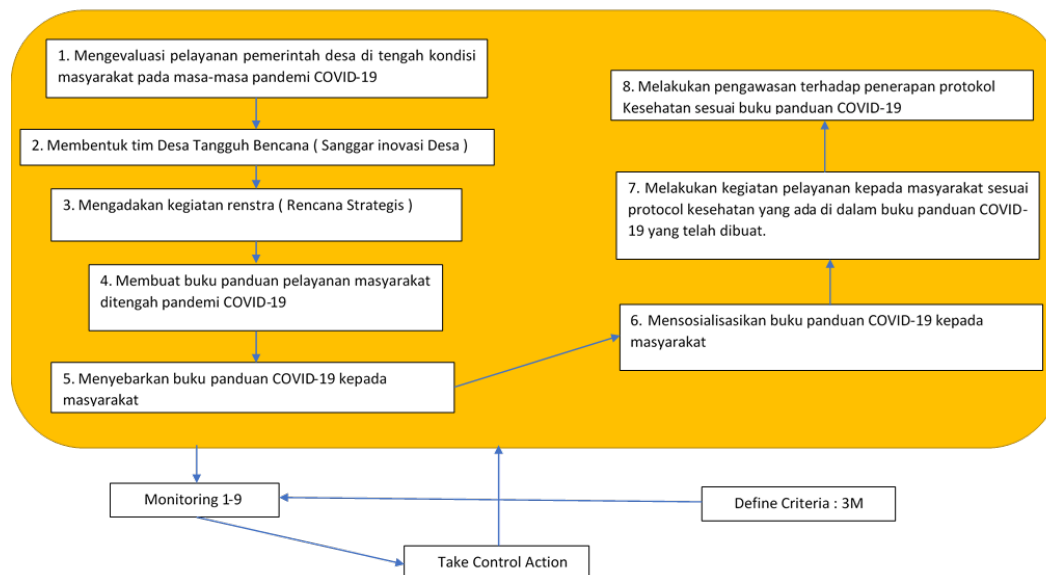 1. Mengevaluasi pelayanan pemerintah desa di tengah kondisi
masyarakat pada masa-masa pandemi COVID-19
2. Membentuk tim Desa Tangguh Bencana ( Sanggar inovasi Desa )
3. Mengadakan kegiatan renstra ( Rencana Strategis )
4. Membuat buku panduan pelayanan masyarakat
ditengah pandemi COVID-19
5. Menyebarkan buku panduan COVID-19 kepada
masyarakat
6. Mensosialisasikan buku panduan COVID-19 kepada
masyarakat
7. Melakukan kegiatan pelayanan kepada masyarakat sesuai
protocol kesehatan yang ada di dalam buku panduan COVID-
19 yang telah dibuat.
8. Melakukan pengawasan terhadap penerapan protokol
Kesehatan sesuai buku panduan COVID-19
Monitoring 1-9
Define Criteria : 3M
Take Control Action